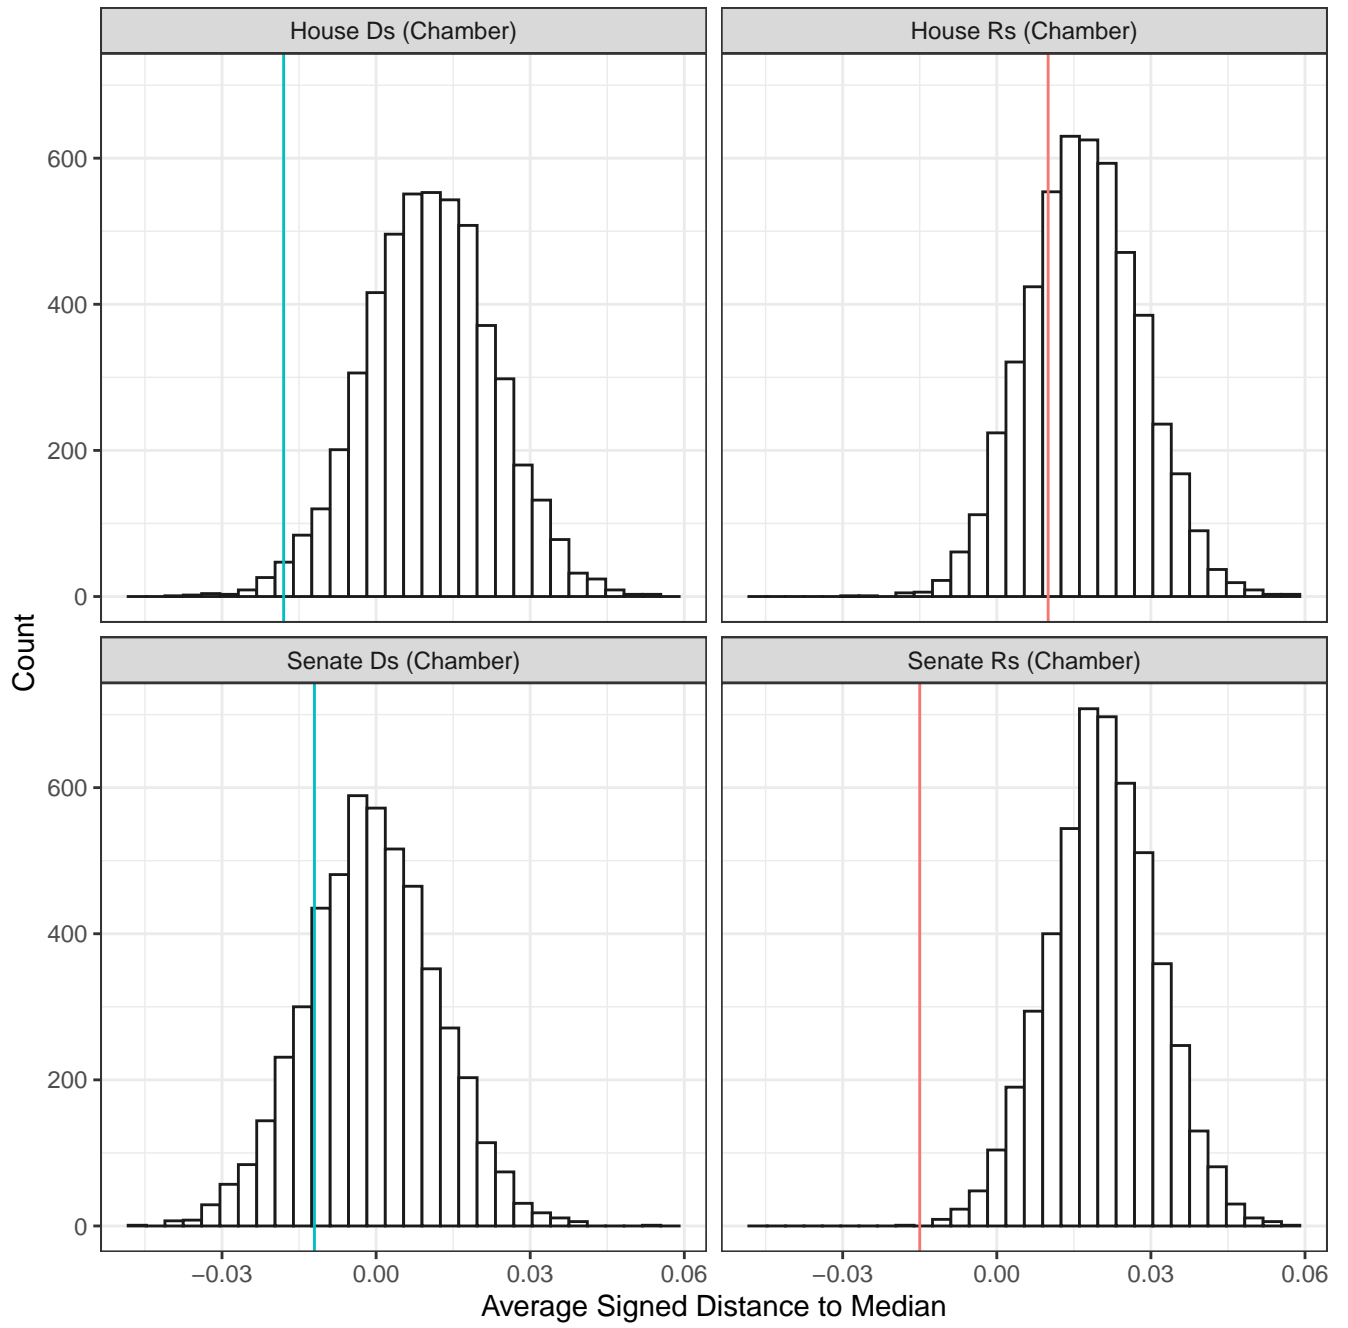 House Ds (Chamber)
House Rs (Chamber)
600
400
200
0
Senate Ds (Chamber)
Senate Rs (Chamber)
600
400
200
0
Count
−0.03 0.00 0.03 0.06
−0.03 0.00 0.03 0.06
Average Signed Distance to Median